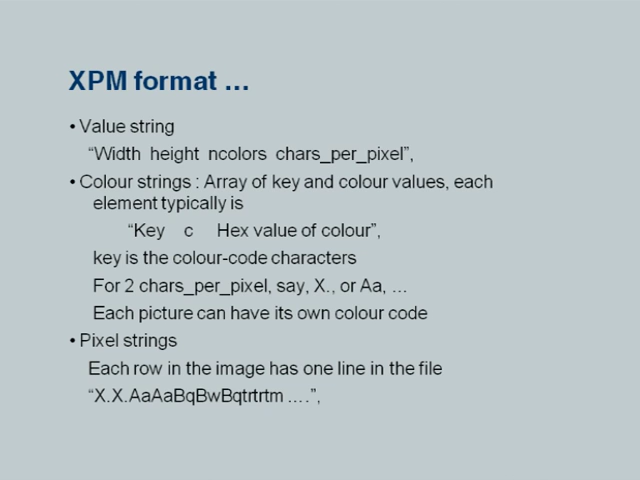 XPM format …
• Value string
“Width height ncolors chars_per_pixel”,
• Colour strings : Array of key and colour values, each
element typically is
“Key c Hex value of colour”,
key is the colour-code characters
For 2 chars_per_pixel, say, X., or Aa, …
Each picture can have its own colour code
• Pixel strings
Each row in the image has one line in the file
“X.X.AaAaBqBwBqtrtrtm ….”,